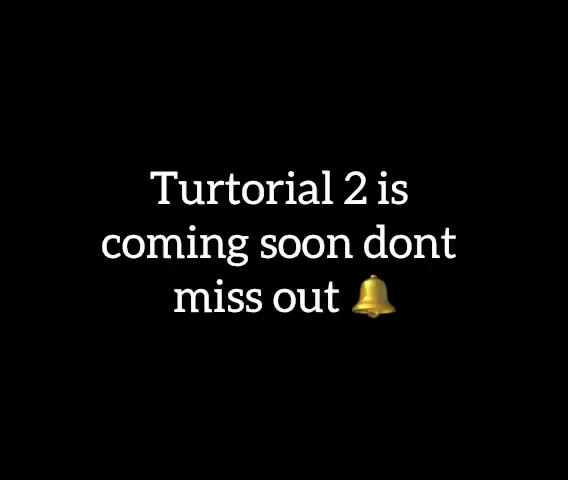 Turtorial 2 is
coming soon dont
miss out 🔔